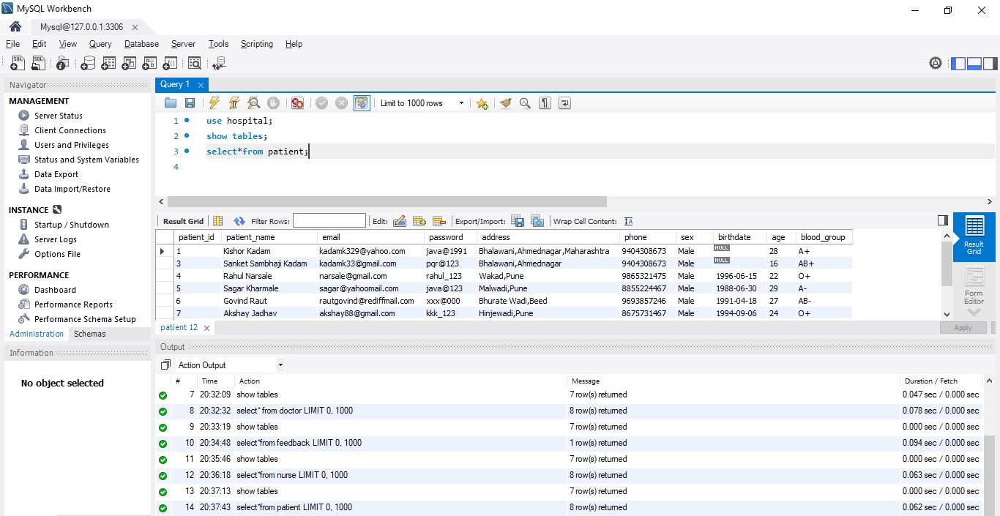 MySQL Workbench
Mysql@127.0.0.1:3306
File Edit View Query Database Server Tools Scripting Help
Navigator
MANAGEMENT
Server Status
Client Connections
Users and Privileges
Status and System Variables
Data Export
Data Import/Restore
INSTANCE
Startup / Shutdown
Server Logs
Options File
PERFORMANCE
Dashboard
Performance Reports
Performance Schema Setup
Administration Schemas
Information
No object selected
Query 1
Limit to 1000 rows
1 use hospital;
2 show tables;
3 select*from patient;
4
Result Grid Filter Rows: Edit: Export/Import: Wrap Cell Content: IA
patient_id patient_name email password address phone sex birthdate age blood_group
1 Kishor Kadam kadamk329@yahoo.com java@1991 Bhalawani,Ahmednagar,Maharashtra 9404308673 Male NULL 28 A+
3 Sanket Sambhaji Kadam kadamk33@gmail.com pqr@123 Bhalawani,Ahmednagar 9404308673 Male NULL 16 AB+
4 Rahul Narsale narsale@gmail.com rahul_123 Wakad,Pune 9865321475 Male 1996-06-15 22 O+
5 Sagar Kharmale sagar@yahoomail.com java@123 Malwadi,Pune 8855224467 Male 1988-06-30 29 A-
6 Govind Raut rautgovind@rediffmail.com xxx@000 Bhurate Wadi,Beed 9693857246 Male 1991-04-18 27 AB-
7 Akshay Jadhav akshay88@gmail.com kkk_123 Hinjewadi,Pune 8675731467 Male 1994-09-06 24 O+
Result
Grid
Form
Editor
patient 12
Apply
Output
Action Output
# Time Action Message Duration / Fetch
7 20:32:09 show tables 7 row(s) returned 0.047 sec / 0.000 sec
8 20:32:32 select* from doctor LIMIT 0, 1000 8 row(s) returned 0.078 sec / 0.000 sec
9 20:33:19 show tables 7 row(s) returned 0.000 sec / 0.000 sec
10 20:34:48 select*from feedback LIMIT 0, 1000 1 row(s) returned 0.094 sec / 0.000 sec
11 20:35:46 show tables 7 row(s) returned 0.000 sec / 0.000 sec
12 20:36:18 select*from nurse LIMIT 0, 1000 8 row(s) returned 0.063 sec / 0.000 sec
13 20:37:13 show tables 7 row(s) returned 0.000 sec / 0.000 sec
14 20:37:43 select*from patient LIMIT 0, 1000 8 row(s) returned 0.062 sec / 0.000 sec